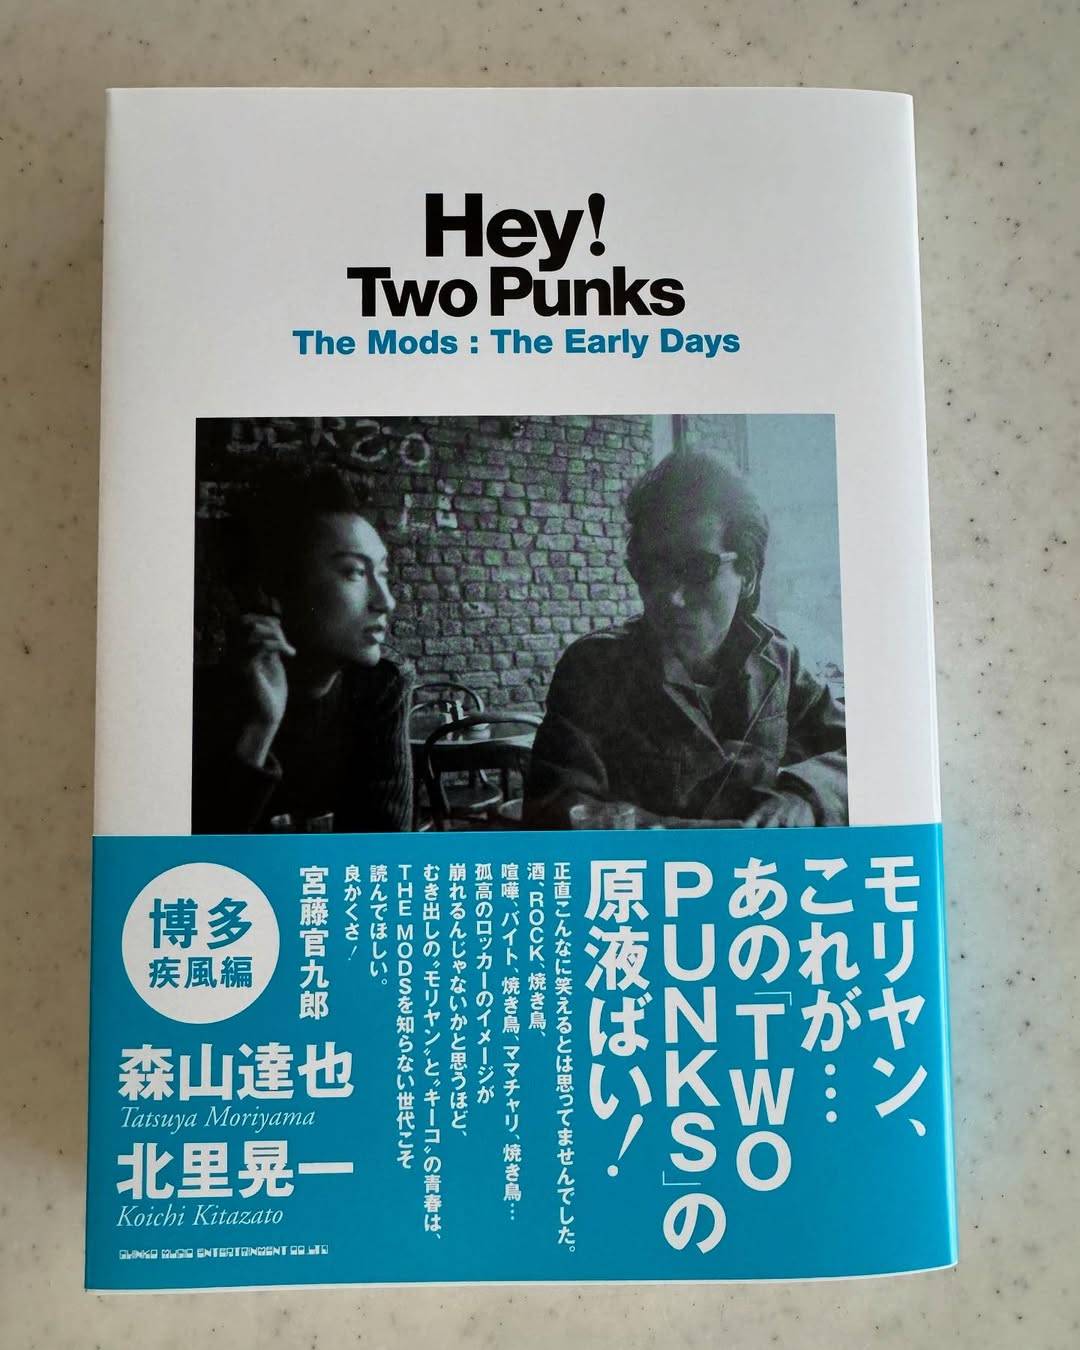 Hey!
Two Punks
The Mods : The Early Days
モリヤン、
これが…
あの「TWO
PUNKS」の
原液ばい！
正直こんなに笑えるとは思ってませんでした。
酒、ROCK、焼き鳥、
喧嘩、バイト、焼き鳥、ママチャリ、焼き鳥…
孤高のロッカーのイメージが
崩れるんじゃないかと思うほど、
むき出しの“モリヤン”と“キーコ”の青春は、
THE MODSを知らない世代こそ
読んでほしい。
良かくさ！
宮藤官九郎
博多
疾風編
森山達也
Tatsuya Moriyama
北里晃一
Koichi Kitazato
SHINKO MUSIC ENTERTAINMENT CO.,LTD.